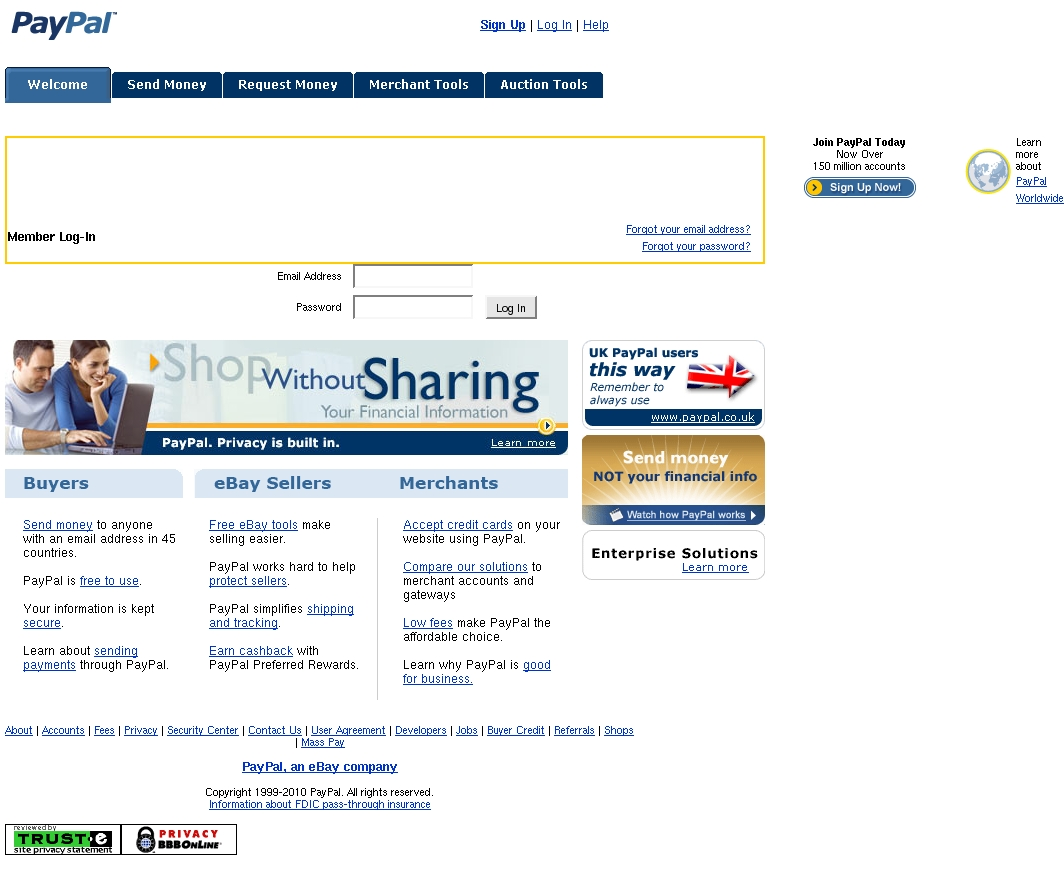 PayPal™
Sign Up | Log In | Help
Welcome Send Money Request Money Merchant Tools Auction Tools
Join PayPal Today
Now Over
150 million accounts
Sign Up Now!
Learn
more
about
PayPal
Worldwide
Member Log-In
Forgot your email address?
Forgot your password?
Email Address
Password Log In
Shop Without Sharing
Your Financial Information
PayPal. Privacy is built in. Learn more
UK PayPal users
this way
Remember to
always use
www.paypal.co.uk
Send money
NOT your financial info
Watch how PayPal works
Enterprise Solutions
Learn more
Buyers
Send money to anyone
with an email address in 45
countries.
PayPal is free to use.
Your information is kept
secure.
Learn about sending
payments through PayPal.
eBay Sellers
Free eBay tools make
selling easier.
PayPal works hard to help
protect sellers.
PayPal simplifies shipping
and tracking.
Earn cashback with
PayPal Preferred Rewards.
Merchants
Accept credit cards on your
website using PayPal.
Compare our solutions to
merchant accounts and
gateways
Low fees make PayPal the
affordable choice.
Learn why PayPal is good
for business.
About | Accounts | Fees | Privacy | Security Center | Contact Us | User Agreement | Developers | Jobs | Buyer Credit | Referrals | Shops
| Mass Pay
PayPal, an eBay company
Copyright 1999-2010 PayPal. All rights reserved.
Information about FDIC pass-through insurance
reviewed by
TRUST·e
site privacy statement
PRIVACY
BBBONLINE